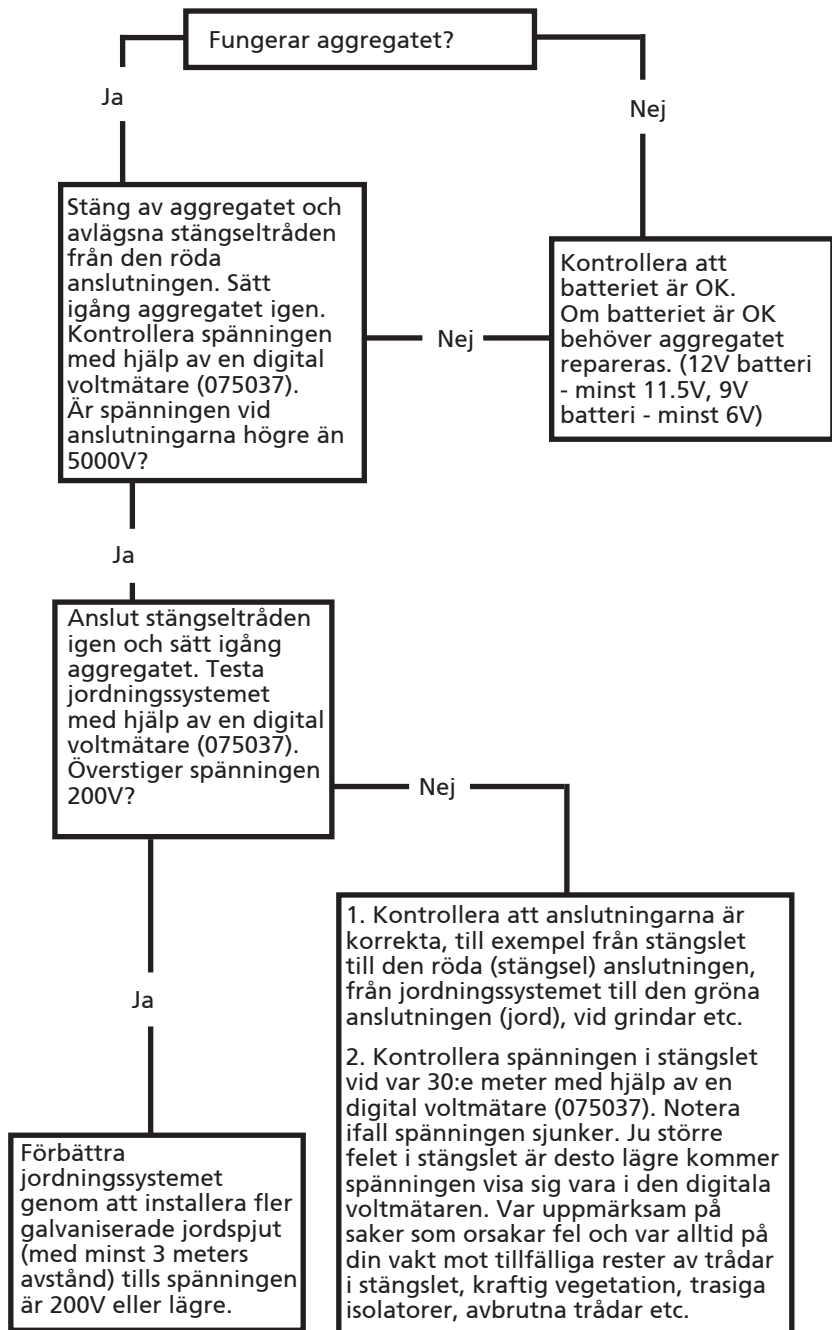 Fungerar aggregatet?
Ja
Nej
Stäng av aggregatet och
avlägsna stängseltråden
från den röda
anslutningen. Sätt
igång aggregatet igen.
Kontrollera spänningen
med hjälp av en digital
voltmätare (075037).
Är spänningen vid
anslutningarna högre än
5000V?
Nej
Kontrollera att
batteriet är OK.
Om batteriet är OK
behöver aggregatet
repareras. (12V batteri
- minst 11.5V, 9V
batteri - minst 6V)
Ja
Anslut stängseltråden
igen och sätt igång
aggregatet. Testa
jordningssystemet
med hjälp av en digital
voltmätare (075037).
Överstiger spänningen
200V?
Nej
Ja
1. Kontrollera att anslutningarna är
korrekta, till exempel från stängslet
till den röda (stängsel) anslutningen,
från jordningssystemet till den gröna
anslutningen (jord), vid grindar etc.
2. Kontrollera spänningen i stängslet
vid var 30:e meter med hjälp av en
digital voltmätare (075037). Notera
ifall spänningen sjunker. Ju större
felet i stängslet är desto lägre kommer
spänningen visa sig vara i den digitala
voltmätaren. Var uppmärksam på
saker som orsakar fel och var alltid på
din vakt mot tillfälliga rester av trådar
i stängslet, kraftig vegetation, trasiga
isolatorer, avbrutna trådar etc.
Förbättra
jordningssystemet
genom att installera fler
galvaniserade jordspjut
(med minst 3 meters
avstånd) tills spänningen
är 200V eller lägre.